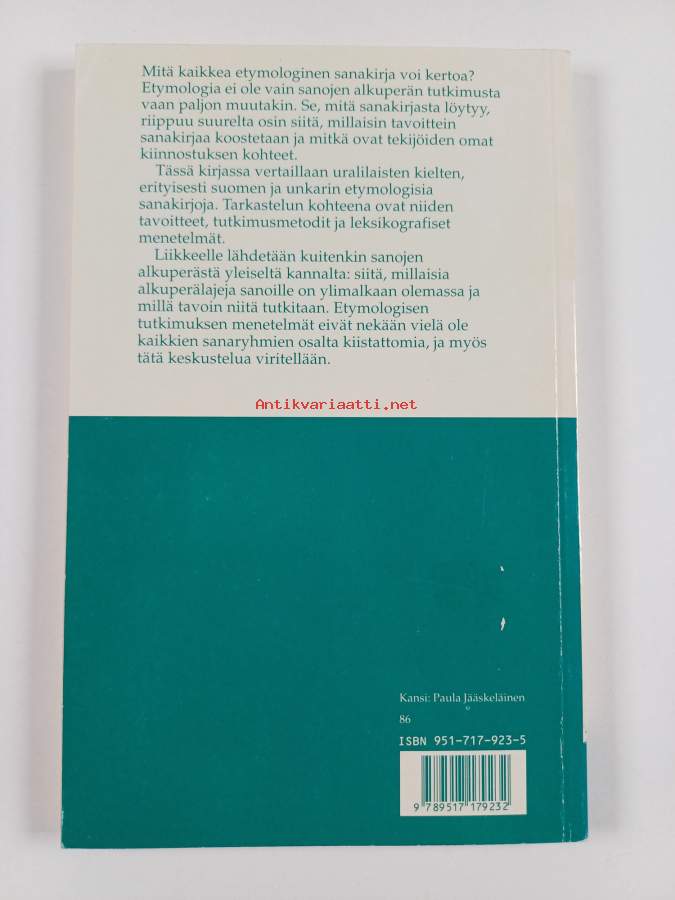 Mitä kaikkea etymologinen sanakirja voi kertoa?
Etymologia ei ole vain sanojen alkuperän tutkimusta
vaan paljon muutakin. Se, mitä sanakirjasta löytyy,
riippuu suurelta osin siitä, millaisin tavoittein
sanakirjaa koostetaan ja mitkä ovat tekijöiden omat
kiinnostuksen kohteet.
Tässä kirjassa vertaillaan uralilaisten kielten,
erityisesti suomen ja unkarin etymologisia
sanakirjoja. Tarkastelun kohteena ovat niiden
tavoitteet, tutkimusmetodit ja leksikografiset
menetelmät.
Liikkeelle lähdetään kuitenkin sanojen
alkuperästä yleiseltä kannalta: siitä, millaisia
alkuperälajeja sanoille on ylimalkaan olemassa ja
millä tavoin niitä tutkitaan. Etymologisen
tutkimuksen menetelmät eivät nekään vielä ole
kaikkien sanaryhmien osalta kiistattomia, ja myös
tätä keskustelua viritellään.
Antikvariaatti.net
Kansi: Paula Jääskeläinen
86
ISBN 951-717-923-5
9 789517 179232